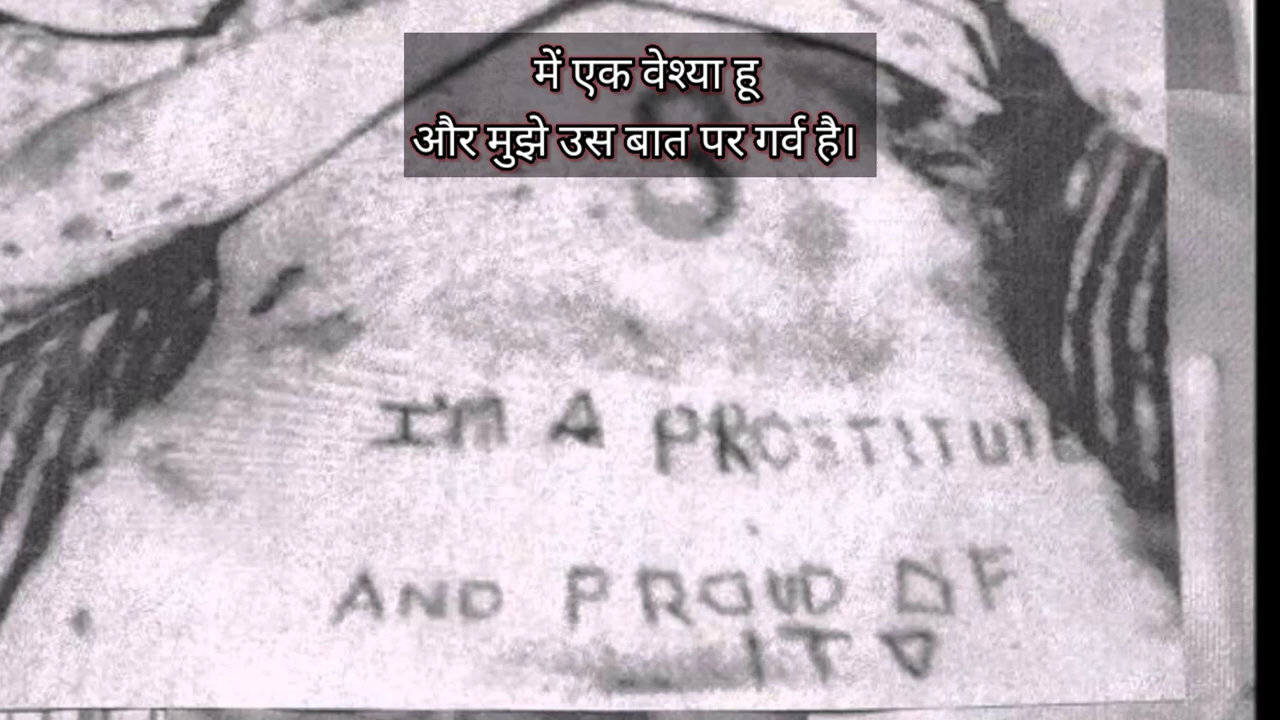 में एक वेश्या हू
और मुझे उस बात पर गर्व है।
I'M A PROSTITUTE
AND PROUD OF
IT